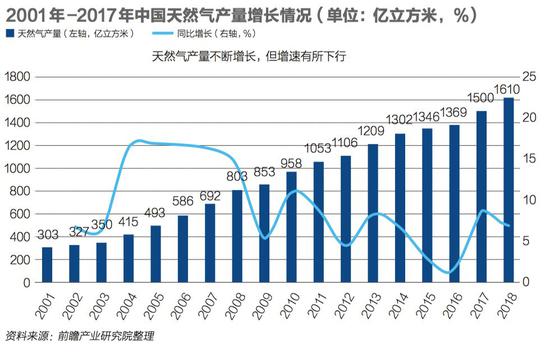 2001年-2017年中国天然气产量增长情况（单位：亿立方米，%）
天然气产量（左轴，亿立方米） 同比增长（右轴，%）
天然气产量不断增长，但增速有所下行
1800
1600
1400
1200
1000
800
600
400
200
0
303 327 350 415 493 586 692 803 853 958 1053 1106 1209 1302 1346 1369 1500 1610
25
20
15
10
5
0
2001 2002 2003 2004 2005 2006 2007 2008 2009 2010 2011 2012 2013 2014 2015 2016 2017 2018
资料来源：前瞻产业研究院整理